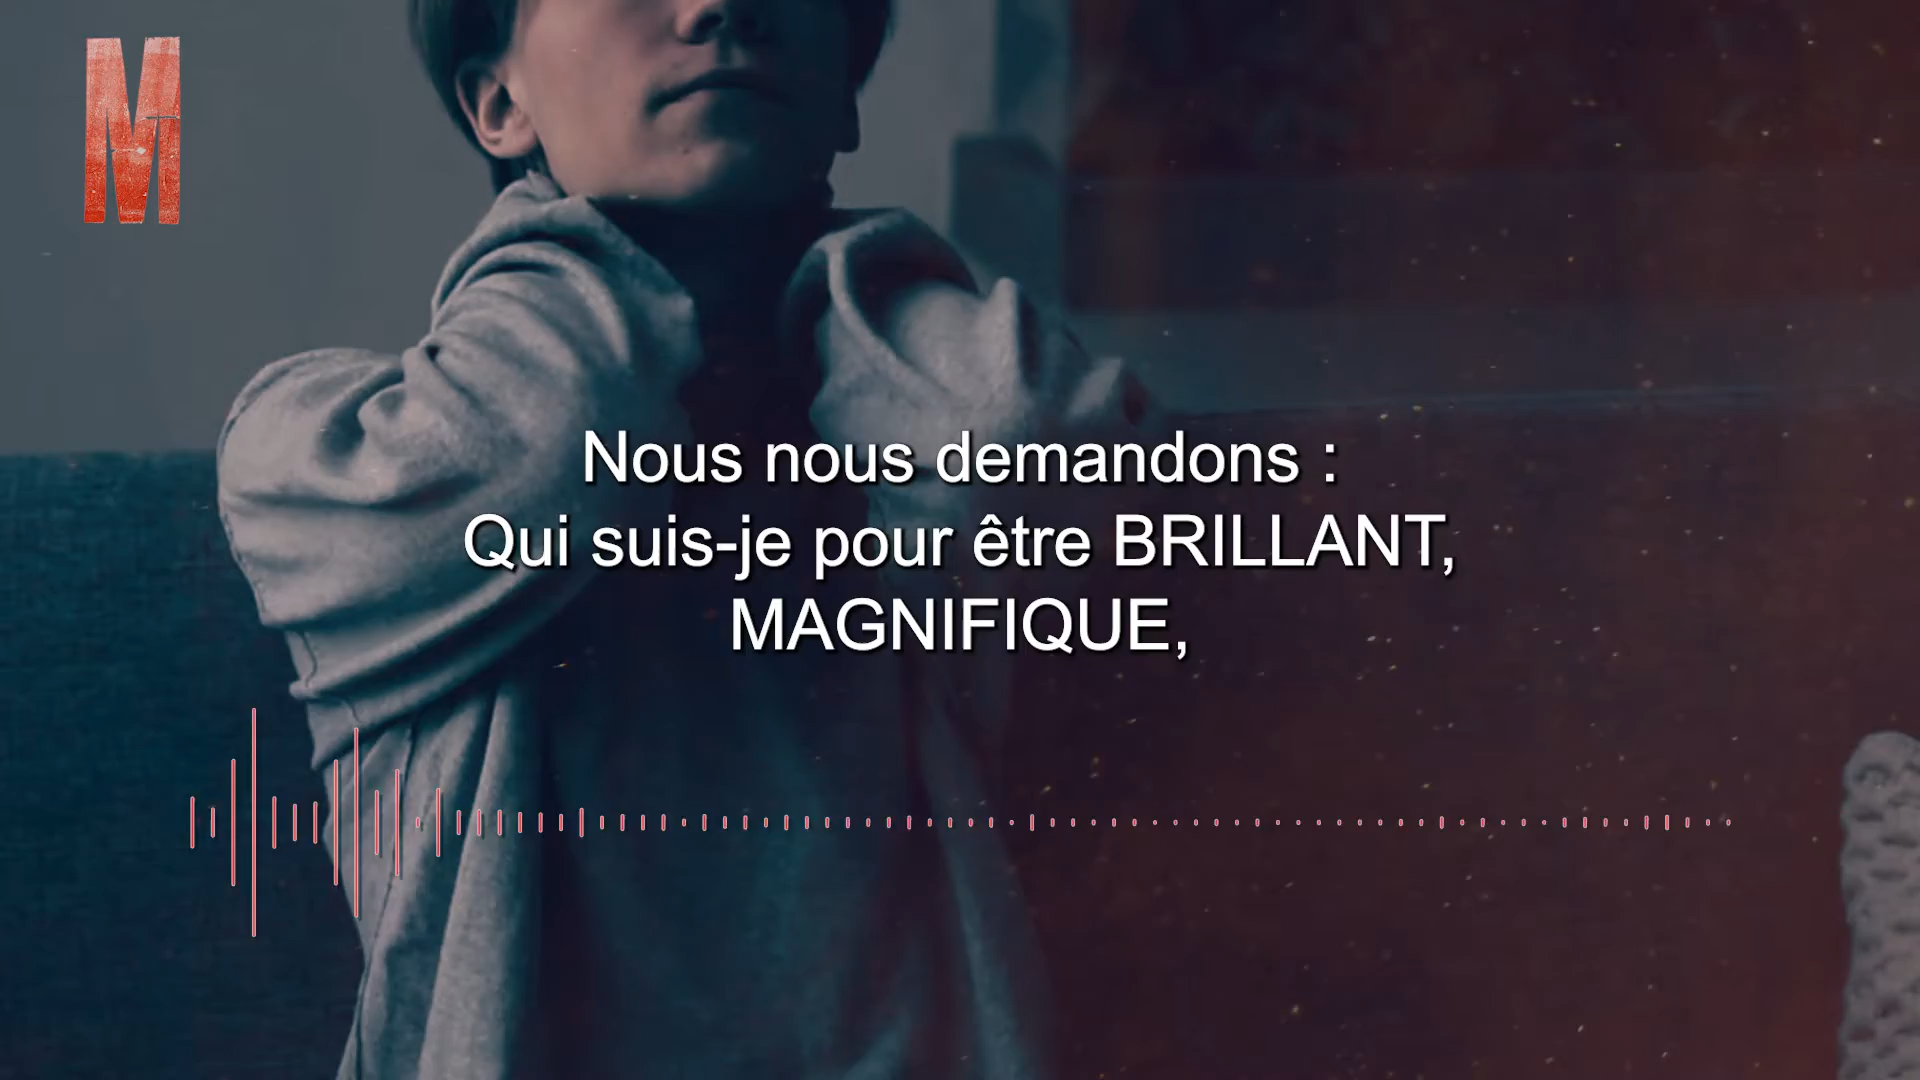 M
Nous nous demandons :
Qui suis-je pour être BRILLANT,
MAGNIFIQUE,